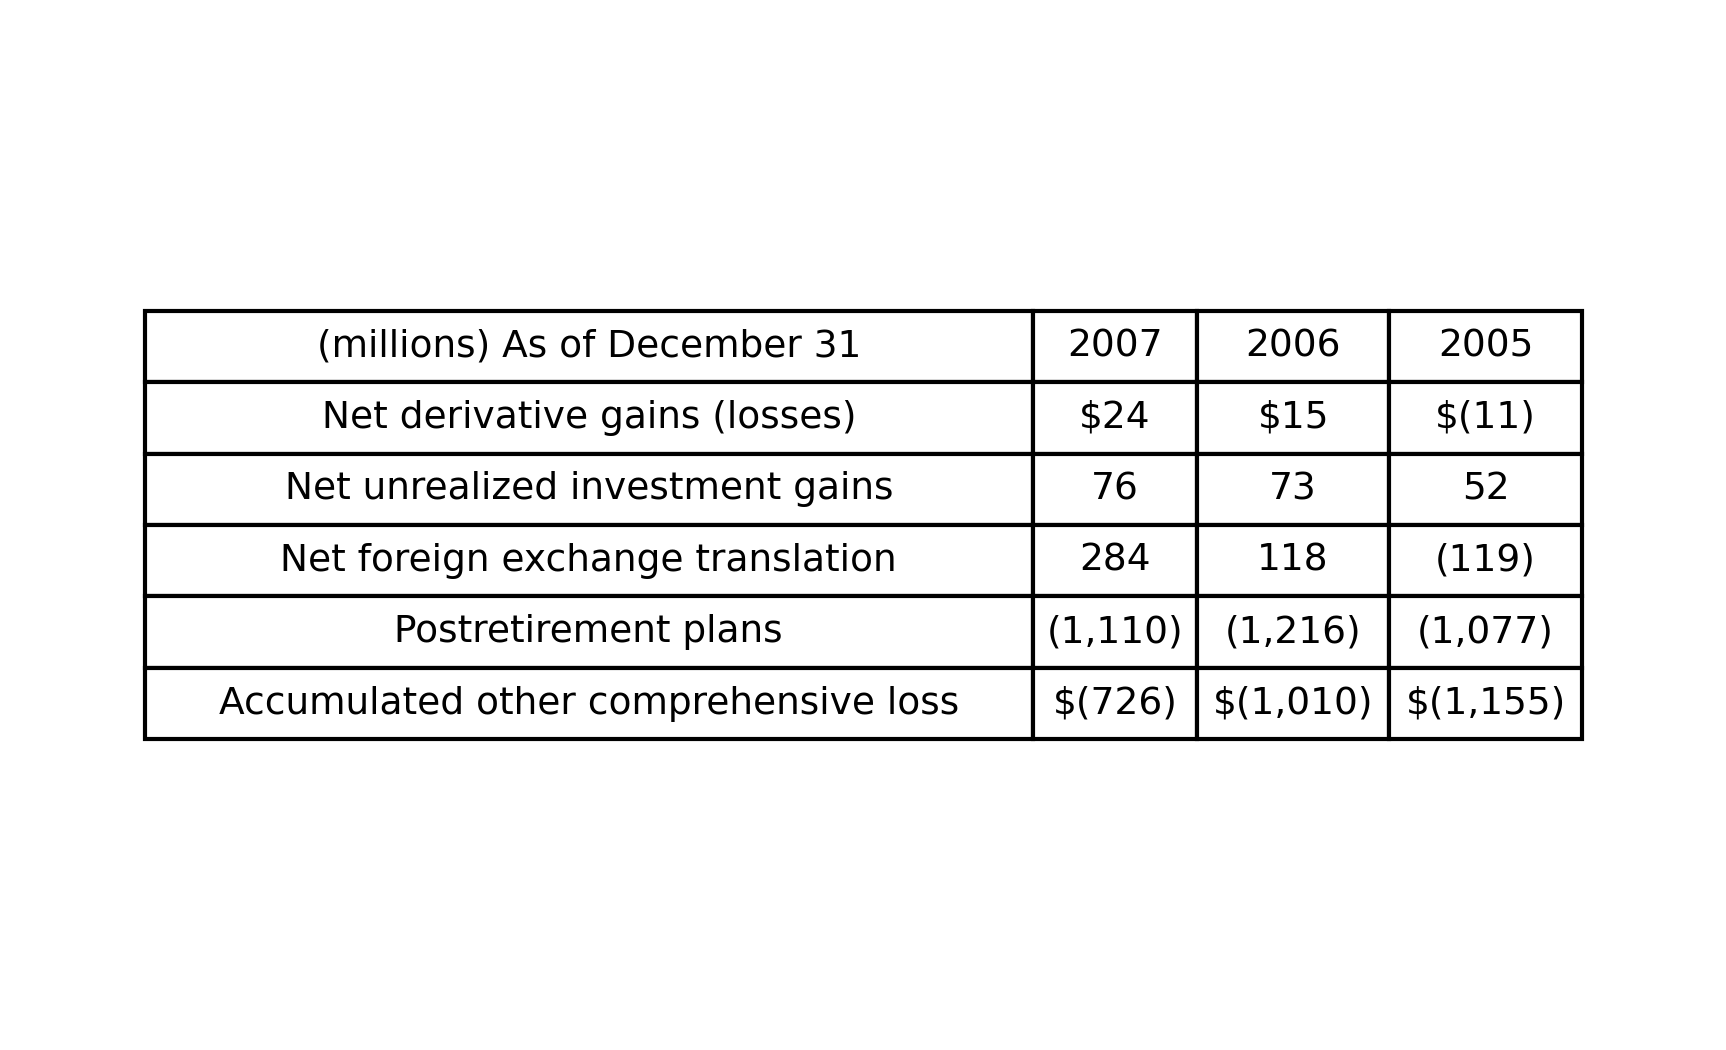 (millions) As of December 31 2007 2006 2005
Net derivative gains (losses) $24 $15 $(11)
Net unrealized investment gains 76 73 52
Net foreign exchange translation 284 118 (119)
Postretirement plans (1,110) (1,216) (1,077)
Accumulated other comprehensive loss $(726) $(1,010) $(1,155)